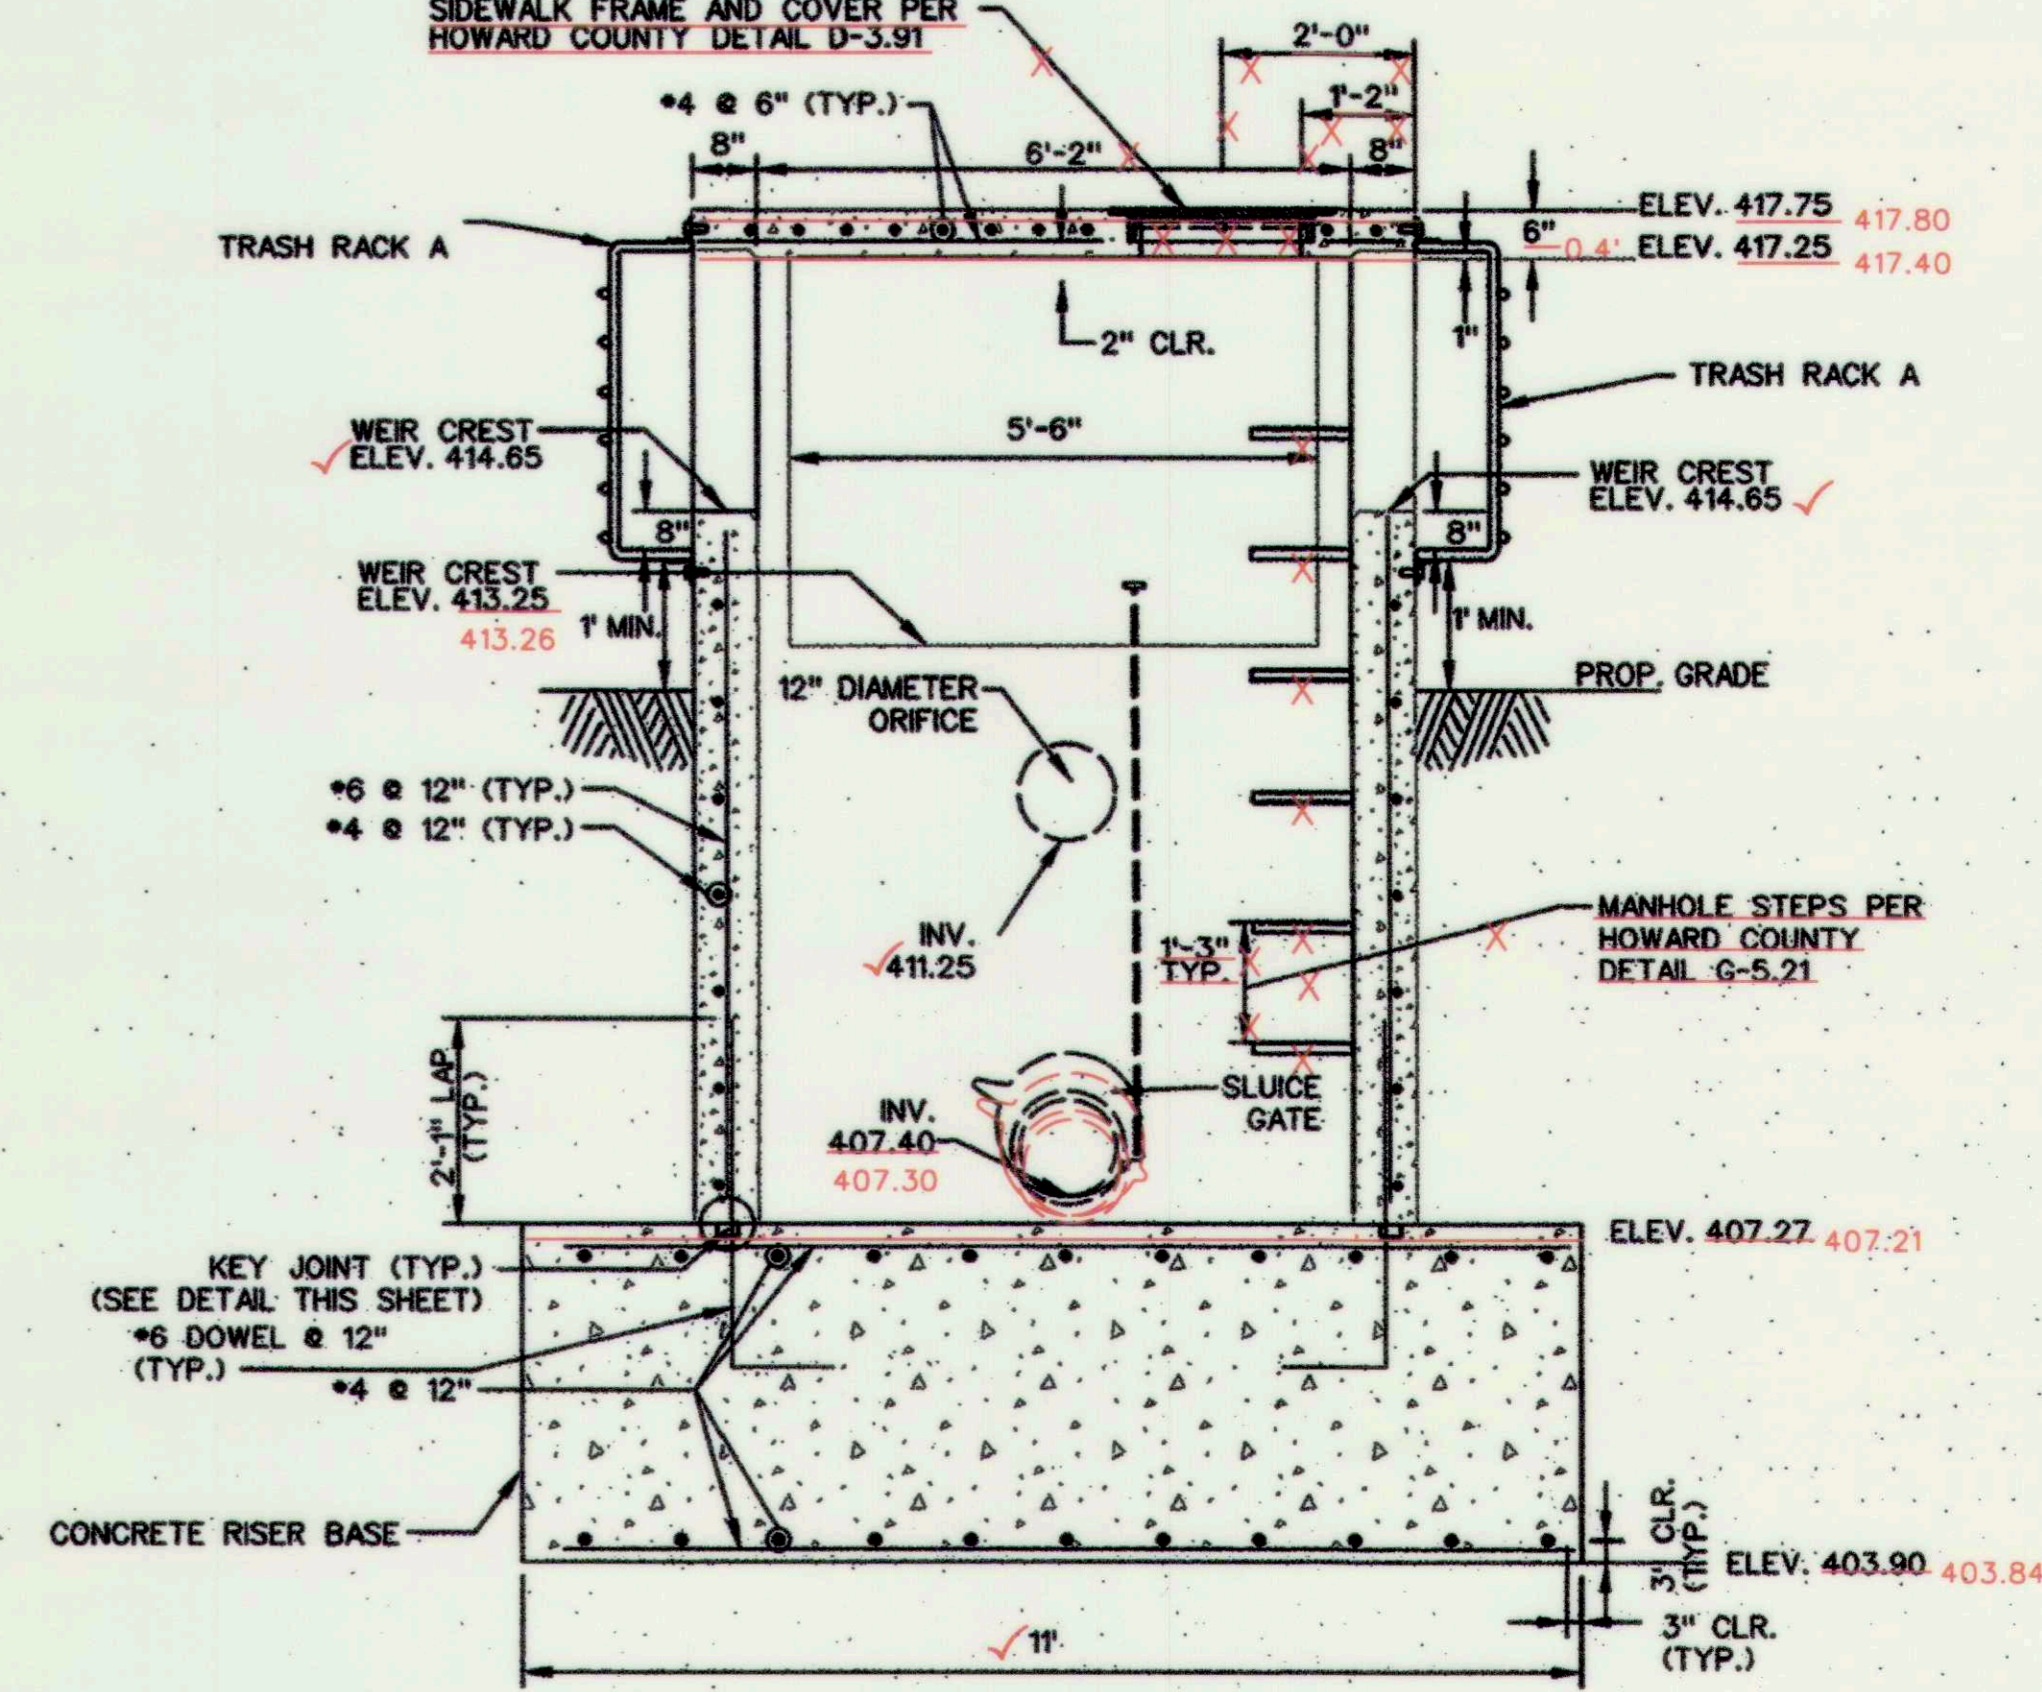 SIDEWALK FRAME AND COVER PER
HOWARD COUNTY DETAIL D-3.91
2'-0"
1'-2"
#4 @ 6" (TYP.)
8"
6'-2"
8"
ELEV. 417.75 417.80
6" 0.4'
ELEV. 417.25 417.40
TRASH RACK A
1"
2" CLR.
TRASH RACK A
5'-6"
WEIR CREST
ELEV. 414.65
WEIR CREST
ELEV. 414.65
8"
8"
WEIR CREST
ELEV. 413.25
413.26
1' MIN.
1' MIN.
PROP. GRADE
12" DIAMETER
ORIFICE
#6 @ 12" (TYP.)
#4 @ 12" (TYP.)
INV.
411.25
1'-3"
TYP.
MANHOLE STEPS PER
HOWARD COUNTY
DETAIL G-5.21
2'-1" LAP
(TYP.)
SLUICE
GATE
INV.
407.40
407.30
ELEV. 407.27 407.21
KEY JOINT (TYP.)
(SEE DETAIL THIS SHEET)
#6 DOWEL @ 12"
(TYP.)
#4 @ 12"
CONCRETE RISER BASE
3" CLR.
(TYP.)
ELEV. 403.90 403.84
3" CLR.
(TYP.)
11'